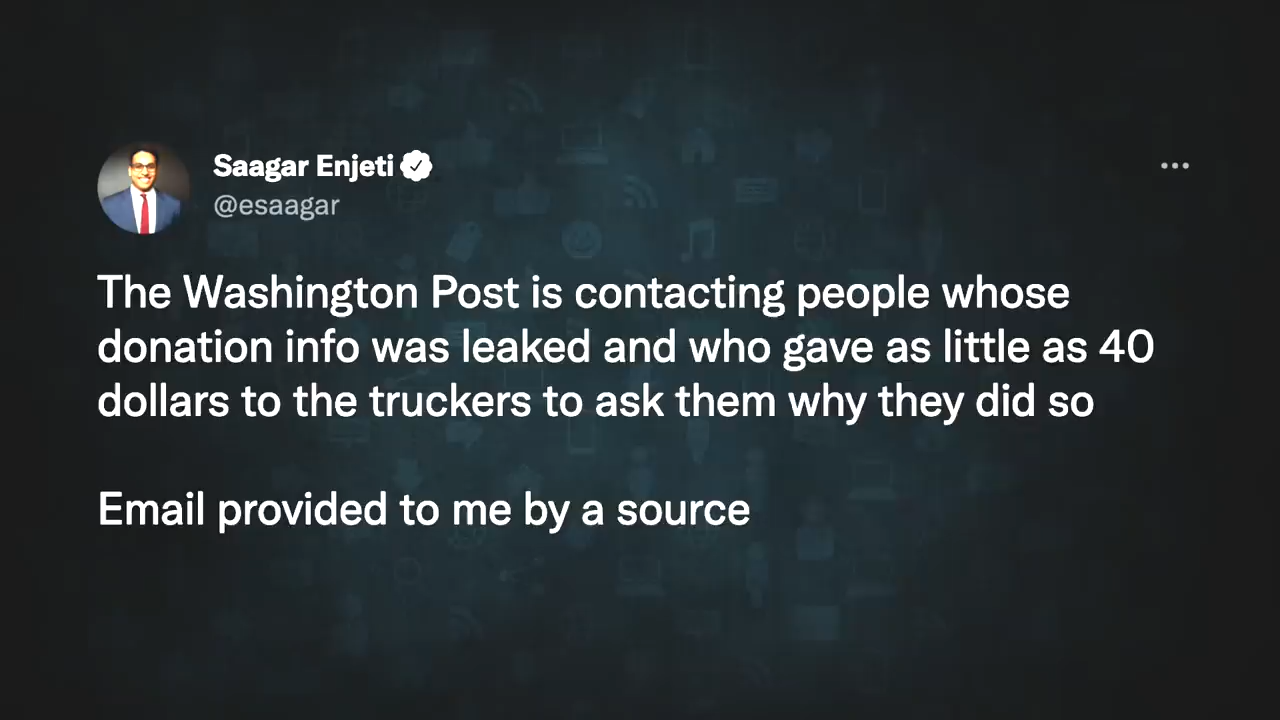 Saagar Enjeti
@esaagar
The Washington Post is contacting people whose
donation info was leaked and who gave as little as 40
dollars to the truckers to ask them why they did so
Email provided to me by a source